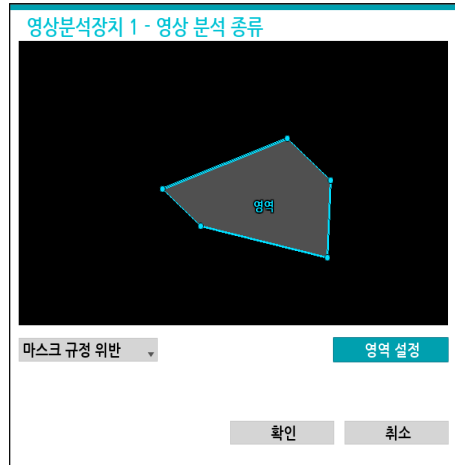 영상분석장치 1 - 영상 분석 종류
영역
마스크 규정 위반
영역 설정
확인
취소